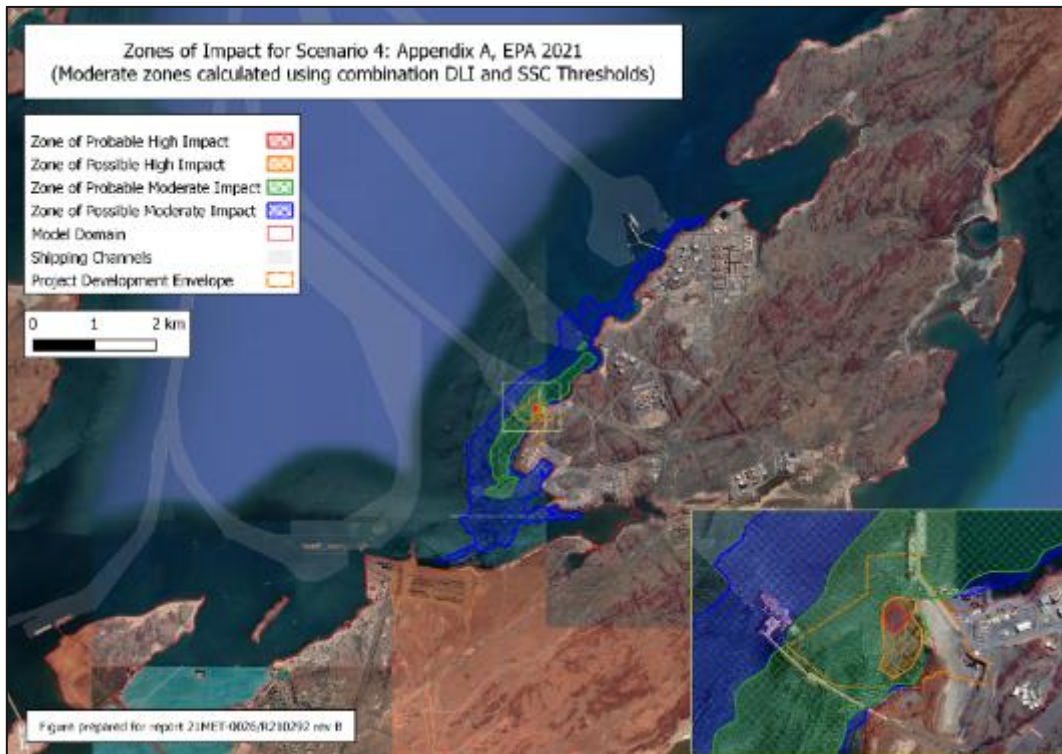 Zones of Impact for Scenario 4: Appendix A, EPA 2021
(Moderate zones calculated using combination DLI and SSC Thresholds)
Zone of Probable High Impact
Zone of Possible High Impact
Zone of Probable Moderate Impact
Zone of Possible Moderate Impact
Model Domain
Shipping Channels
Project Development Envelope
0 1 2 km
Figure prepared for report 21MET-0026/R210292 rev B